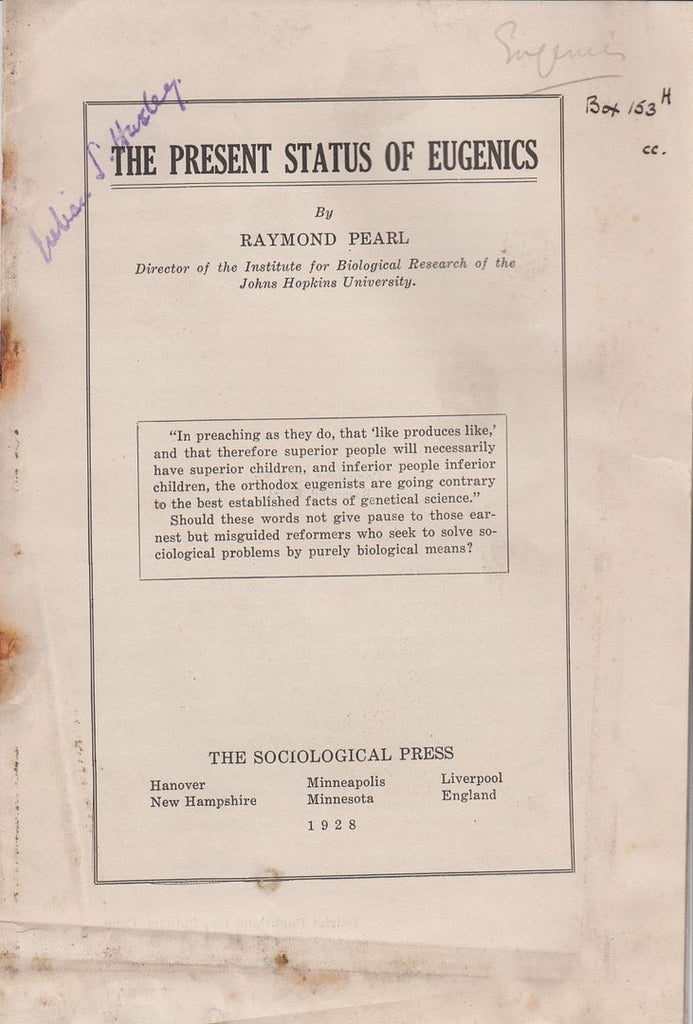 Eugenics
Julian S. Huxley
Box 153 H
cc.
THE PRESENT STATUS OF EUGENICS
By
RAYMOND PEARL
Director of the Institute for Biological Research of the
Johns Hopkins University.
"In preaching as they do, that 'like produces like,'
and that therefore superior people will necessarily
have superior children, and inferior people inferior
children, the orthodox eugenists are going contrary
to the best established facts of genetical science."
Should these words not give pause to those ear-
nest but misguided reformers who seek to solve so-
ciological problems by purely biological means?
THE SOCIOLOGICAL PRESS
Hanover Minneapolis Liverpool
New Hampshire Minnesota England
1928